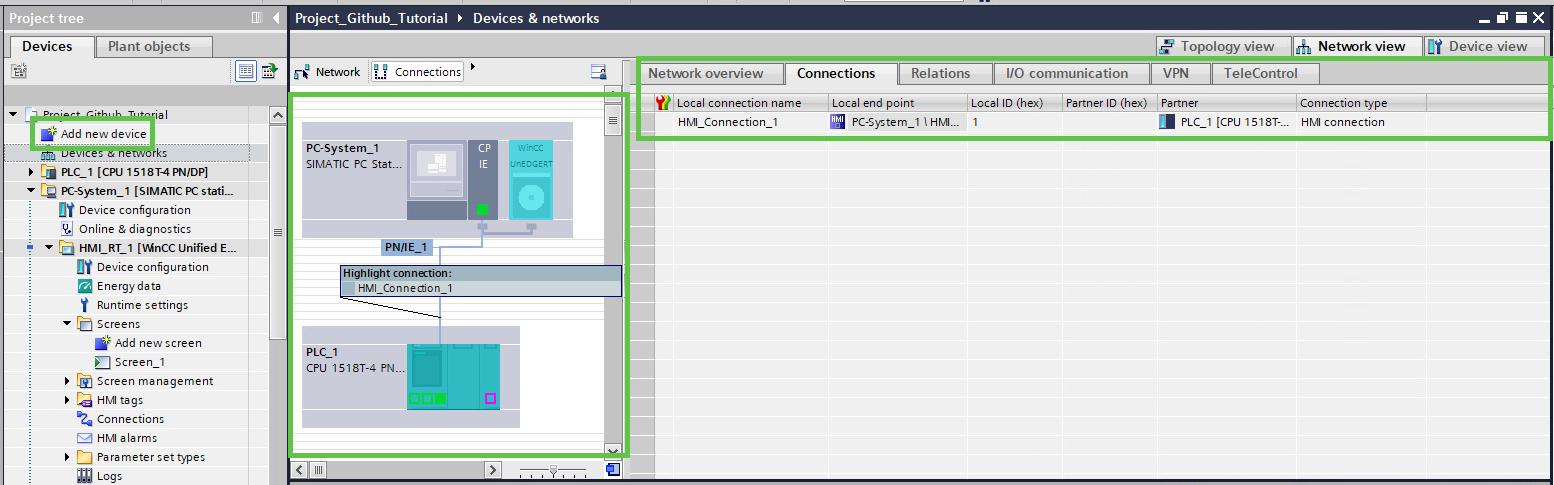 Project tree
Devices
Plant objects
Project_Github_Tutorial
Add new device
Devices & networks
PLC_1 [CPU 1518T-4 PN/DP]
PC-System_1 [SIMATIC PC stati...
Device configuration
Online & diagnostics
HMI_RT_1 [WinCC Unified E...
Device configuration
Energy data
Runtime settings
Screens
Add new screen
Screen_1
Screen management
HMI tags
Connections
HMI alarms
Parameter set types
Logs
Project_Github_Tutorial Devices & networks
Topology view Network view Device view
Network Connections
PC-System_1
SIMATIC PC Stat...
CP
IE
WinCC
UnEDGERT
PN/IE_1
Highlight connection:
HMI_Connection_1
PLC_1
CPU 1518T-4 PN...
Network overview Connections Relations I/O communication VPN TeleControl
Local connection name Local end point Local ID (hex) Partner ID (hex) Partner Connection type
HMI_Connection_1 HMI PC-System_1 \ HMI... 1 PLC_1 [CPU 1518T-... HMI connection